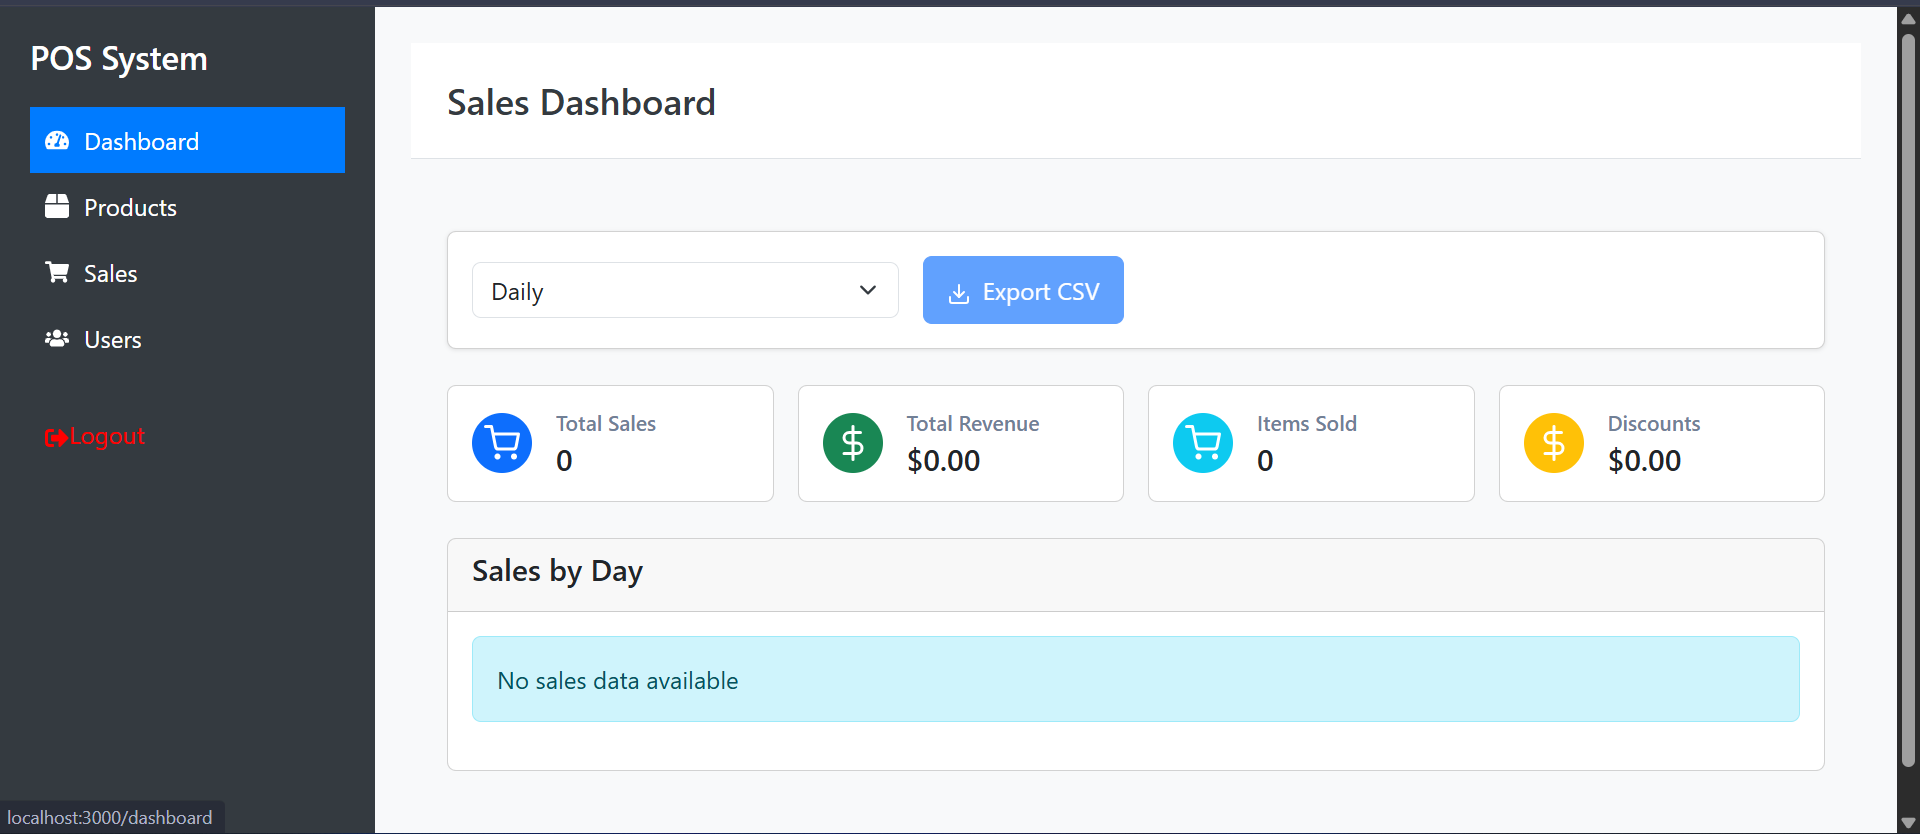 POS System
Dashboard
Products
Sales
Users
Logout
Sales Dashboard
Daily
Export CSV
Total Sales
0
Total Revenue
$0.00
Items Sold
0
Discounts
$0.00
Sales by Day
No sales data available
localhost:3000/dashboard